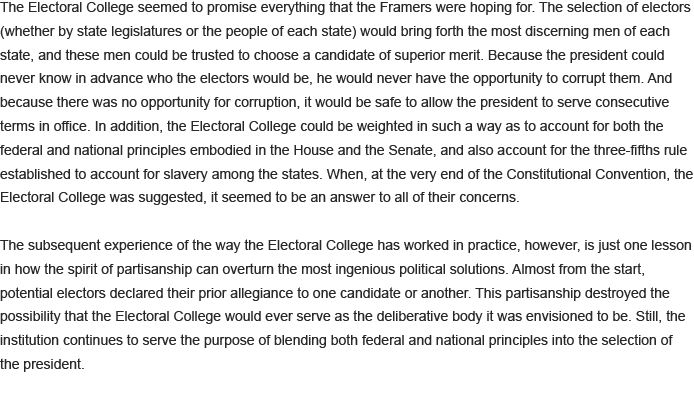 The Electoral College seemed to promise everything that the Framers were hoping for. The selection of electors
(whether by state legislatures or the people of each state) would bring forth the most discerning men of each
state, and these men could be trusted to choose a candidate of superior merit. Because the president could
never know in advance who the electors would be, he would never have the opportunity to corrupt them. And
because there was no opportunity for corruption, it would be safe to allow the president to serve consecutive
terms in office. In addition, the Electoral College could be weighted in such a way as to account for both the
federal and national principles embodied in the House and the Senate, and also account for the three-fifths rule
established to account for slavery among the states. When, at the very end of the Constitutional Convention, the
Electoral College was suggested, it seemed to be an answer to all of their concerns.
The subsequent experience of the way the Electoral College has worked in practice, however, is just one lesson
in how the spirit of partisanship can overturn the most ingenious political solutions. Almost from the start,
potential electors declared their prior allegiance to one candidate or another. This partisanship destroyed the
possibility that the Electoral College would ever serve as the deliberative body it was envisioned to be. Still, the
institution continues to serve the purpose of blending both federal and national principles into the selection of
the president.